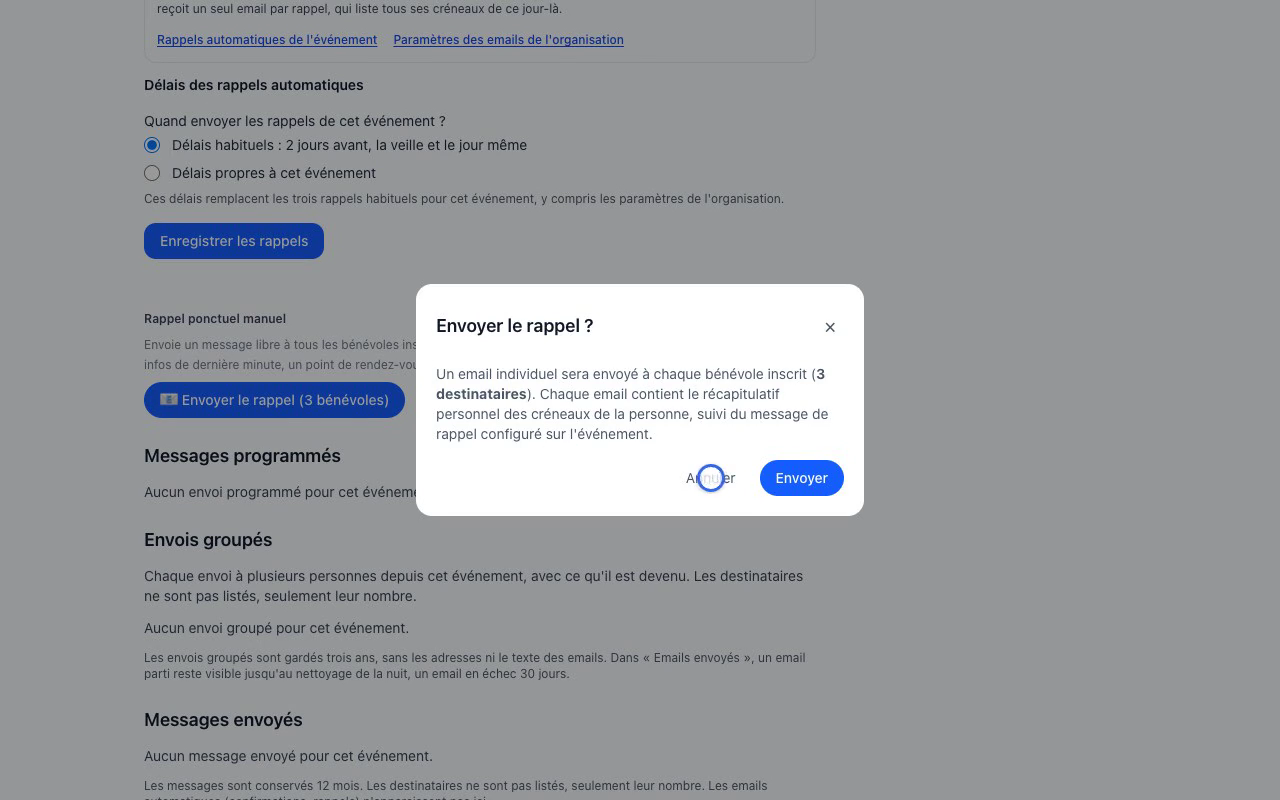 reçoit un seul email par rappel, qui liste tous ses créneaux de ce jour-là.
Rappels automatiques de l'événement Paramètres des emails de l'organisation
Délais des rappels automatiques
Quand envoyer les rappels de cet événement ?
Délais habituels : 2 jours avant, la veille et le jour même
Délais propres à cet événement
Ces délais remplacent les trois rappels habituels pour cet événement, y compris les paramètres de l'organisation.
Enregistrer les rappels
Rappel ponctuel manuel
Envoie un message libre à tous les bénévoles
infos de dernière minute, un point de
Envoyer le rappel (3 bénévoles)
Envoyer le rappel ?
×
Un email individuel sera envoyé à chaque bénévole inscrit (3
destinataires). Chaque email contient le récapitulatif
personnel des créneaux de la personne, suivi du message de
rappel configuré sur l'événement.
Annuler Envoyer
Messages programmés
Aucun envoi programmé pour cet
Envois groupés
Chaque envoi à plusieurs personnes depuis cet événement, avec ce qu'il est devenu. Les destinataires
ne sont pas listés, seulement leur nombre.
Aucun envoi groupé pour cet événement.
Les envois groupés sont gardés trois ans, sans les adresses ni le texte des emails. Dans « Emails envoyés », un email
parti reste visible jusqu'au nettoyage de la nuit, un email en échec 30 jours.
Messages envoyés
Aucun message envoyé pour cet événement.
Les messages sont conservés 12 mois. Les destinataires ne sont pas listés, seulement leur nombre. Les emails